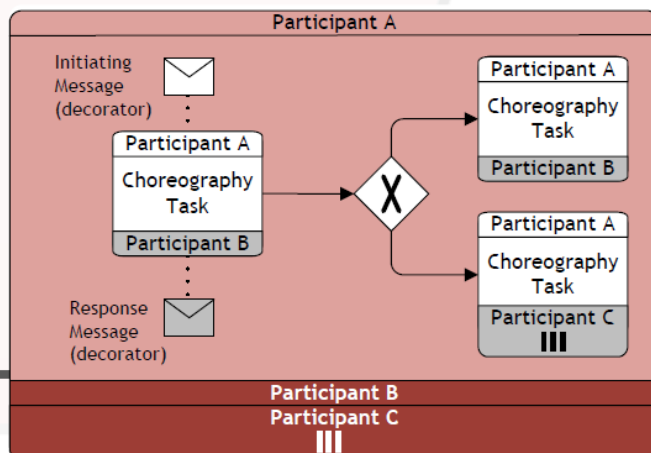 Participant A
Initiating
Message
(decorator)
Participant A
Choreography
Task
Participant B
Response
Message
(decorator)
X
Participant A
Choreography
Task
Participant B
Participant A
Choreography
Task
Participant C
Participant B
Participant C